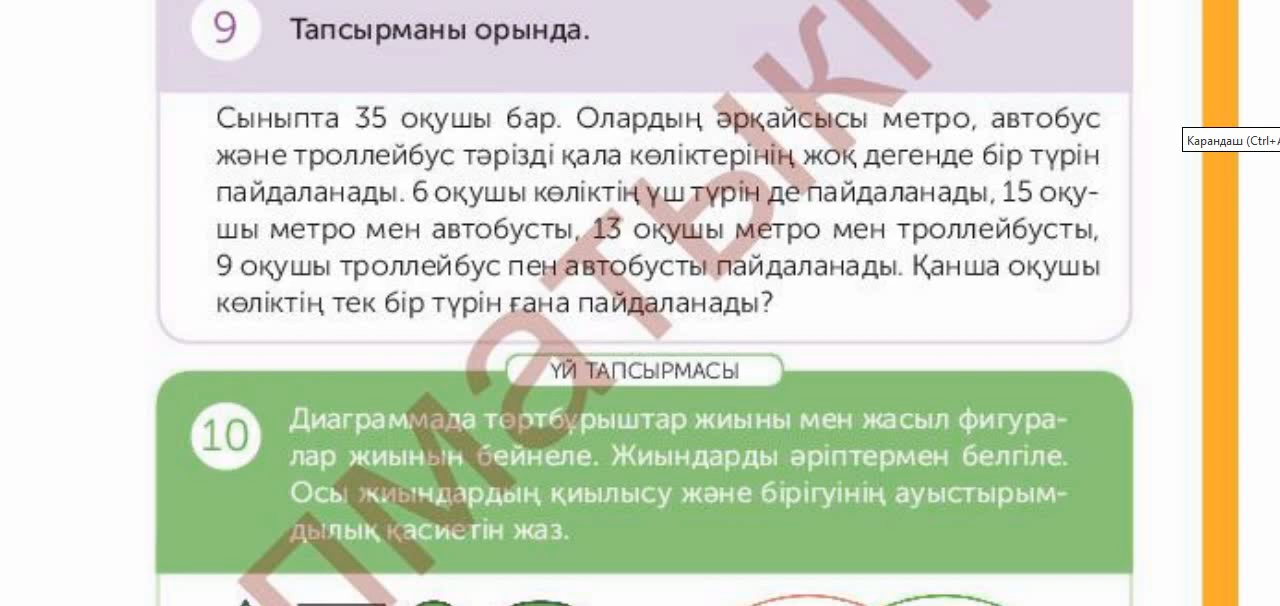 9
Тапсырманы орында.
Сыныпта 35 оқушы бар. Олардың әрқайсысы метро, автобус
және троллейбус тәрізді қала көліктерінің жоқ дегенде бір түрін
пайдаланады. 6 оқушы көліктің үш түрін де пайдаланады, 15 оқу-
шы метро мен автобусты, 13 оқушы метро мен троллейбусты,
9 оқушы троллейбус пен автобусты пайдаланады. Қанша оқушы
көліктің тек бір түрін ғана пайдаланады?
Карандаш (Ctrl+
ҮЙ ТАПСЫРМАСЫ
10
Диаграммада төртбұрыштар жиыны мен жасыл фигура-
лар жиынын бейнеле. Жиындарды әріптермен белгіле.
Осы жиындардың қиылысу және бірігуінің ауыстырым-
дылық қасиетін жаз.